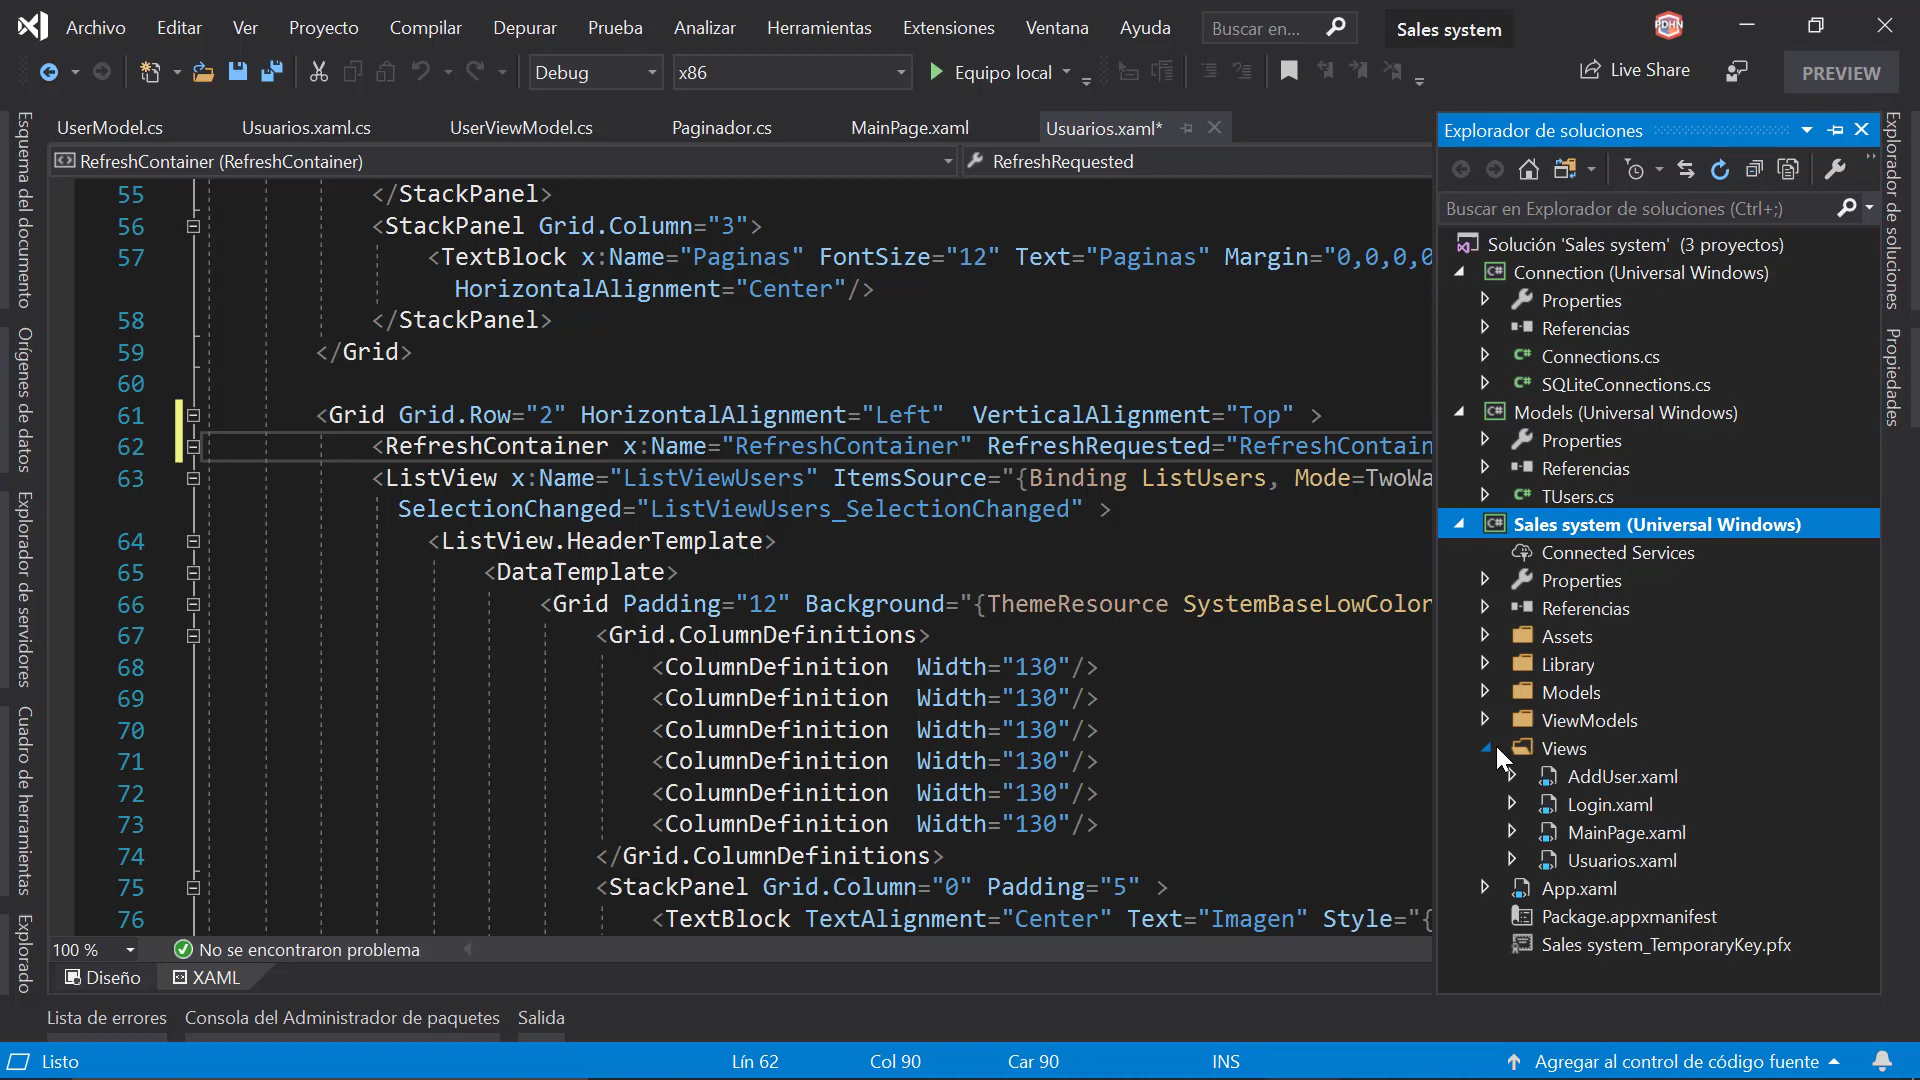 Archivo Editar Ver Proyecto Compilar Depurar Prueba Analizar Herramientas Extensiones Ventana Ayuda Buscar en... Sales system PDHN
Debug x86 Equipo local Live Share PREVIEW
UserModel.cs Usuarios.xaml.cs UserViewModel.cs Paginador.cs MainPage.xaml Usuarios.xaml*
RefreshContainer (RefreshContainer) RefreshRequested
55 </StackPanel>
56 <StackPanel Grid.Column="3">
57 <TextBlock x:Name="Paginas" FontSize="12" Text="Paginas" Margin="0,0,0,0
HorizontalAlignment="Center"/>
58 </StackPanel>
59 </Grid>
60
61 <Grid Grid.Row="2" HorizontalAlignment="Left"  VerticalAlignment="Top" >
62 <RefreshContainer x:Name="RefreshContainer" RefreshRequested="RefreshContain
63 <ListView x:Name="ListViewUsers" ItemsSource="{Binding ListUsers, Mode=TwoWa
SelectionChanged="ListViewUsers_SelectionChanged" >
64 <ListView.HeaderTemplate>
65 <DataTemplate>
66 <Grid Padding="12" Background="{ThemeResource SystemBaseLowColor
67 <Grid.ColumnDefinitions>
68 <ColumnDefinition  Width="130"/>
69 <ColumnDefinition  Width="130"/>
70 <ColumnDefinition  Width="130"/>
71 <ColumnDefinition  Width="130"/>
72 <ColumnDefinition  Width="130"/>
73 <ColumnDefinition  Width="130"/>
74 </Grid.ColumnDefinitions>
75 <StackPanel Grid.Column="0" Padding="5" >
76 <TextBlock TextAlignment="Center" Text="Imagen" Style="{
100 % No se encontraron problema
Diseño XAML
Lista de errores Consola del Administrador de paquetes Salida
Listo Lín 62 Col 90 Car 90 INS Agregar al control de código fuente
Esquema del documento
Orígenes de datos
Explorador de servidores
Cuadro de herramientas
Explorado
Explorador de soluciones
Buscar en Explorador de soluciones (Ctrl+;)
Solución 'Sales system' (3 proyectos)
Connection (Universal Windows)
Properties
Referencias
Connections.cs
SQLiteConnections.cs
Models (Universal Windows)
Properties
Referencias
TUsers.cs
Sales system (Universal Windows)
Connected Services
Properties
Referencias
Assets
Library
Models
ViewModels
Views
AddUser.xaml
Login.xaml
MainPage.xaml
Usuarios.xaml
App.xaml
Package.appxmanifest
Sales system_TemporaryKey.pfx
Explorador de soluciones
Propiedades